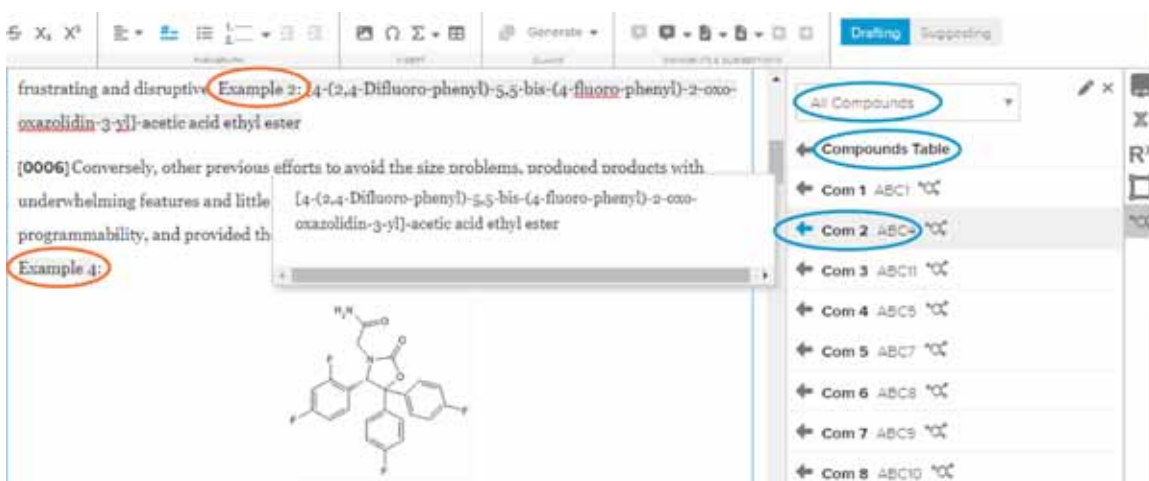 S X₂ X²
Generate
Drafting Suggesting
frustrating and disruptive Example 2: [4-(2,4-Difluoro-phenyl)-5,5-bis-(4-fluoro-phenyl)-2-oxo-
oxazolidin-3-yl]-acetic acid ethyl ester
[0006] Conversely, other previous efforts to avoid the size problems, produced products with
underwhelming features and little
programmability, and provided th
Example 4:
[4-(2,4-Difluoro-phenyl)-5,5-bis-(4-fluoro-phenyl)-2-oxo-
oxazolidin-3-yl]-acetic acid ethyl ester
H₂N
O
O
F
N
O
F
F
F
All Compounds
Compounds Table
Com 1 ABC1
Com 2 ABC4
Com 3 ABC11
Com 4 ABC5
Com 5 ABC7
Com 6 ABC8
Com 7 ABC9
Com 8 ABC10